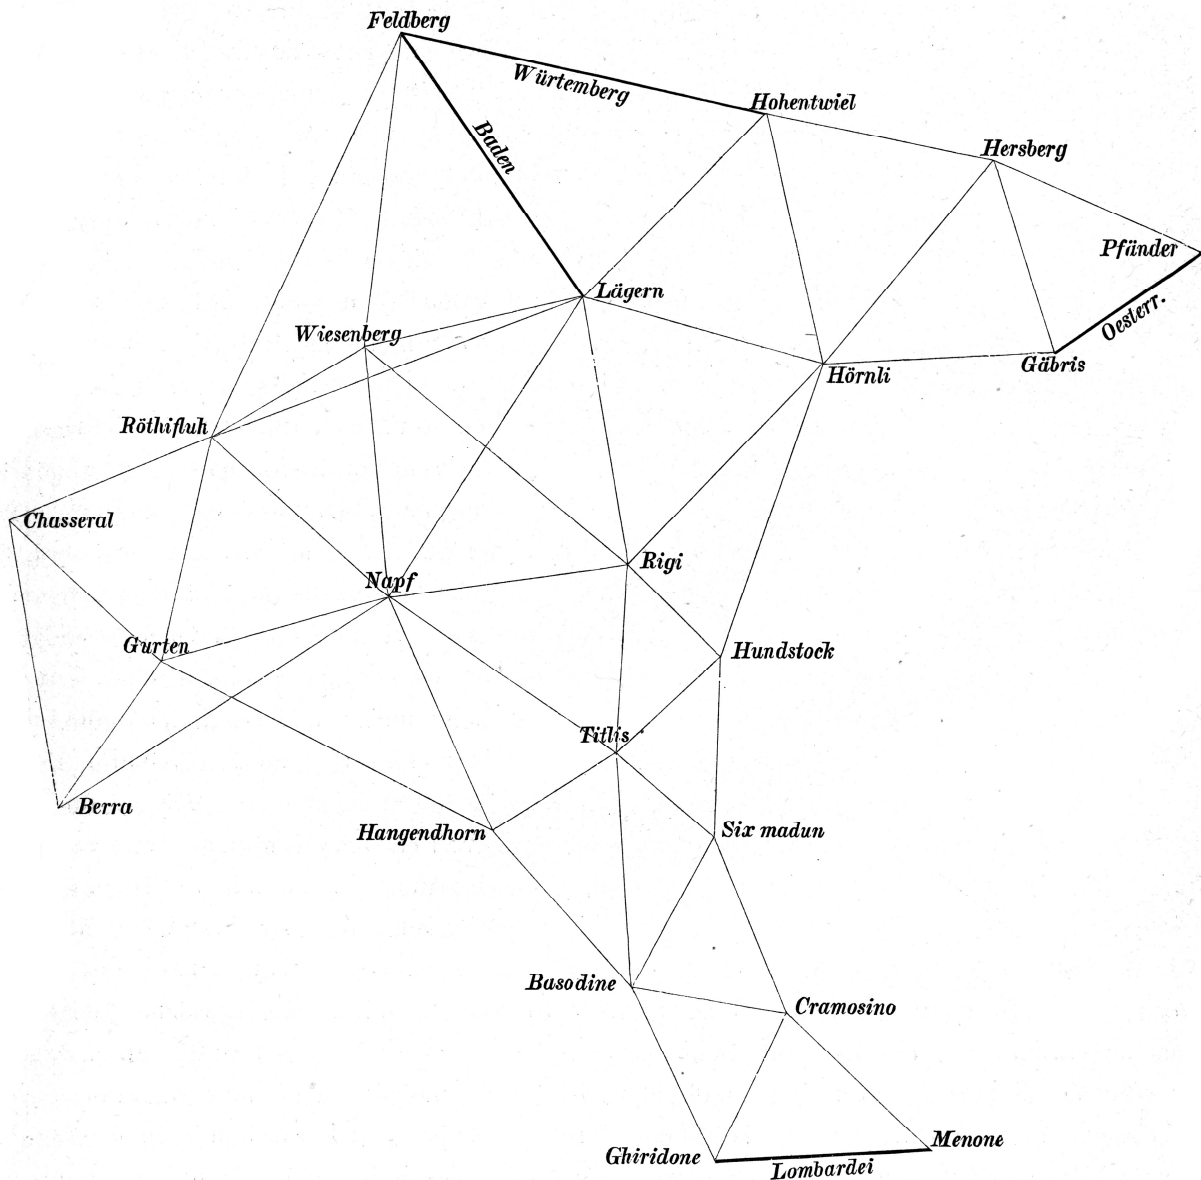 Feldberg
Würtemberg
Hohentwiel
Baden
Hersberg
Pfänder
Lägern
Oesterr.
Wiesenberg
Gäbris
Hörnli
Röthifluh
Chasseral
Rigi
Napf
Gurten
Hundstock
Titlis
Berra
Hangendhorn
Six madun
Basodine
Cramosino
Menone
Ghiridone
Lombardei